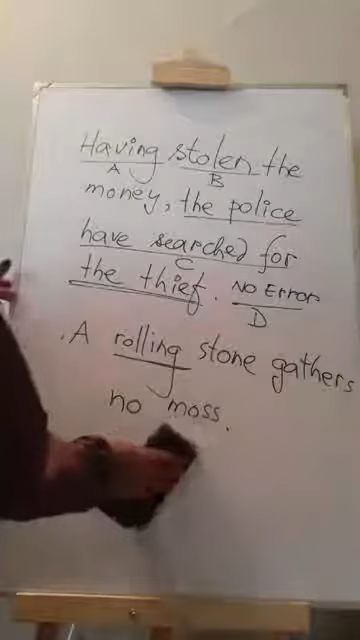 Having stolen the
A B
money, the police
have searched for
C
the thief. No Error
D
.A rolling stone gathers
no moss.